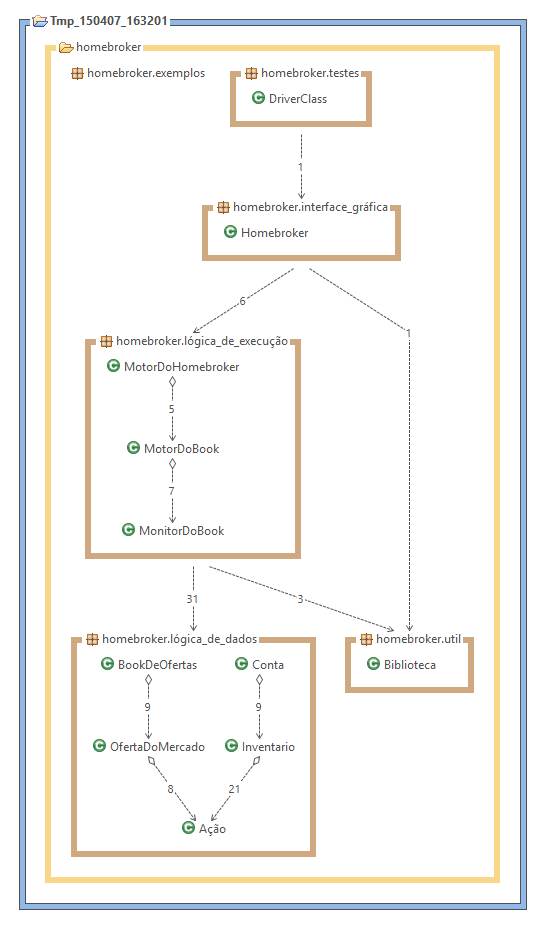 Tmp_150407_163201
homebroker
homebroker.exemplos
homebroker.testes
C DriverClass
1
homebroker.interface_gráfica
C Homebroker
6
1
homebroker.lógica_de_execução
C MotorDoHomebroker
5
C MotorDoBook
7
C MonitorDoBook
31
3
homebroker.lógica_de_dados
homebroker.util
C BookDeOfertas
C Conta
C Biblioteca
9
9
C OfertaDoMercado
C Inventario
8
21
C Ação